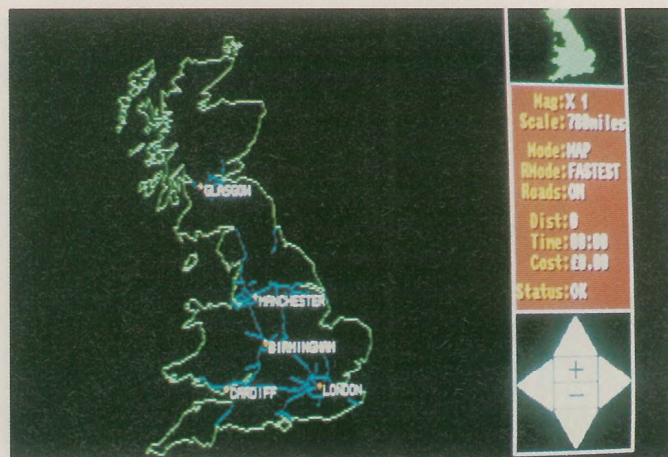 GLASGOW
MANCHESTER
BIRMINGHAM
CARDIFF
LONDON
Mag:X 1
Scale:700miles
Mode:MAP
RMode:FASTEST
Roads:ON
Dist:0
Time:00:00
Cost:£0.00
Status:OK
+
−